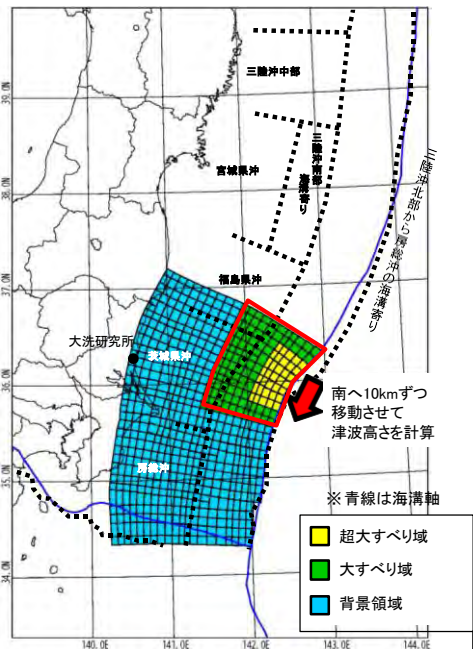 三陸沖中部
39.0N
三陸沖南部
海溝寄り
宮城県沖
38.0N
三陸沖北部から房総沖の海溝寄り
福島県沖
37.0N
大洗研究所
茨城県沖
36.0N
南へ10kmずつ
移動させて
津波高さを計算
房総沖
35.0N
※青線は海溝軸
超大すべり域
大すべり域
背景領域
34.0N
140.0E
141.0E
142.0E
143.0E
144.0E